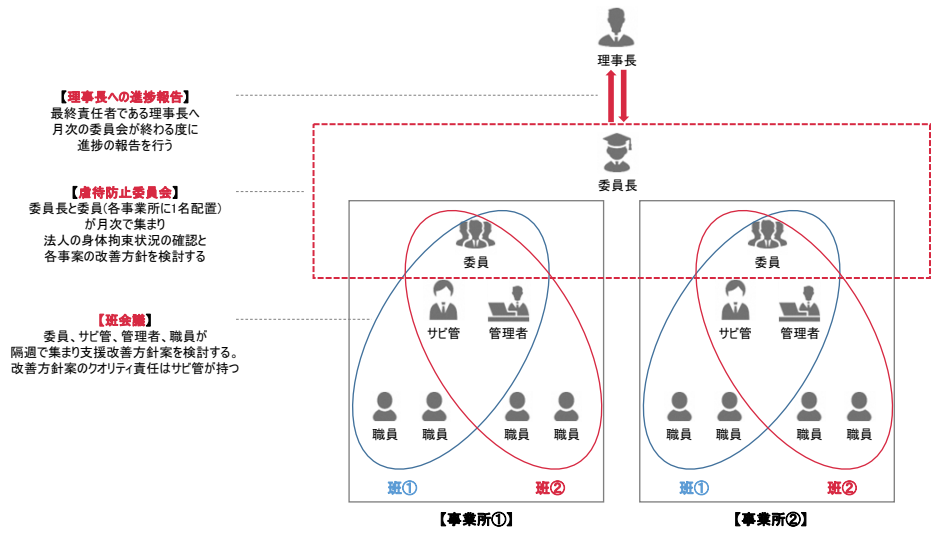 理事長
【理事長への進捗報告】
最終責任者である理事長へ
月次の委員会が終わる度に
進捗の報告を行う
委員長
【虐待防止委員会】
委員長と委員(各事業所に1名配置)
が月次で集まり
法人の身体拘束状況の確認と
各事案の改善方針を検討する
委員
委員
【班会議】
委員、サビ管、管理者、職員が
隔週で集まり支援改善方針案を検討する。
改善方針案のクオリティ責任はサビ管が持つ
サビ管
管理者
サビ管
管理者
職員
職員
職員
職員
職員
職員
職員
職員
班①
班②
班①
班②
【事業所①】
【事業所②】